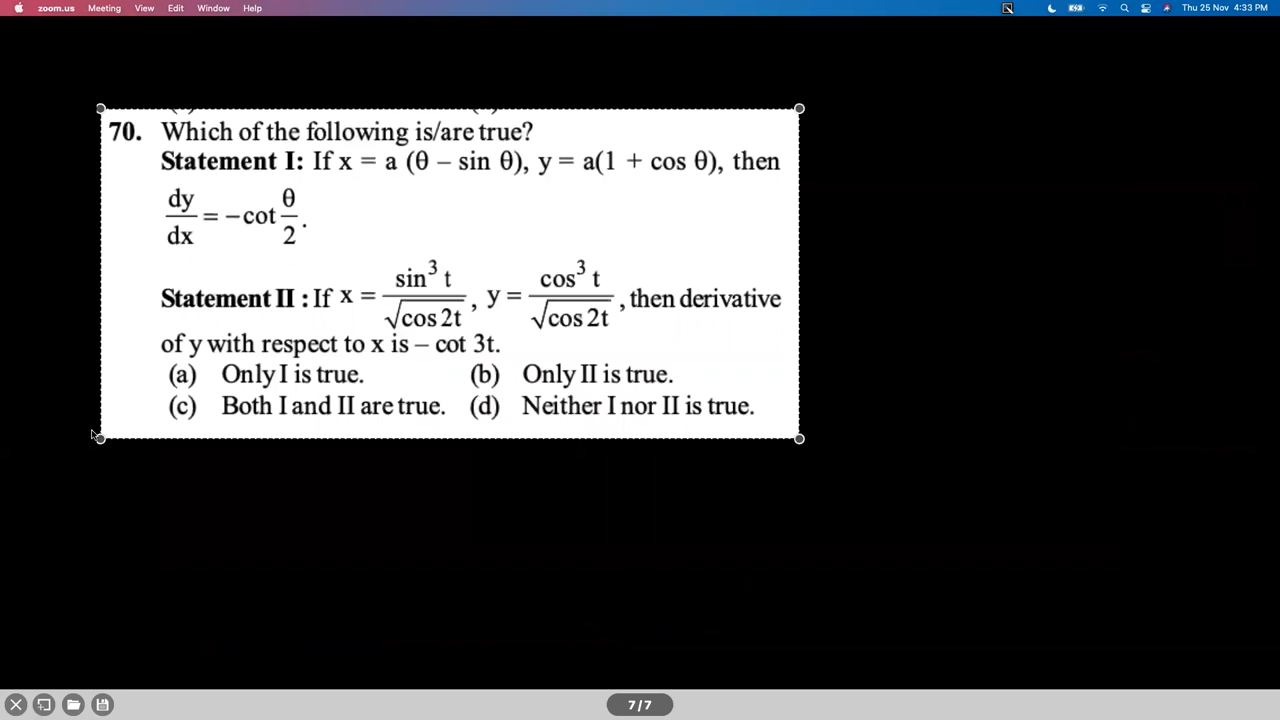 zoom.us Meeting View Edit Window Help Thu 25 Nov 4:33 PM
70. Which of the following is/are true?
Statement I: If x = a (θ – sin θ), y = a(1 + cos θ), then
dy/dx = –cot θ/2.
Statement II : If x = sin³ t/√cos 2t, y = cos³ t/√cos 2t, then derivative
of y with respect to x is – cot 3t.
(a) Only I is true. (b) Only II is true.
(c) Both I and II are true. (d) Neither I nor II is true.
7/7